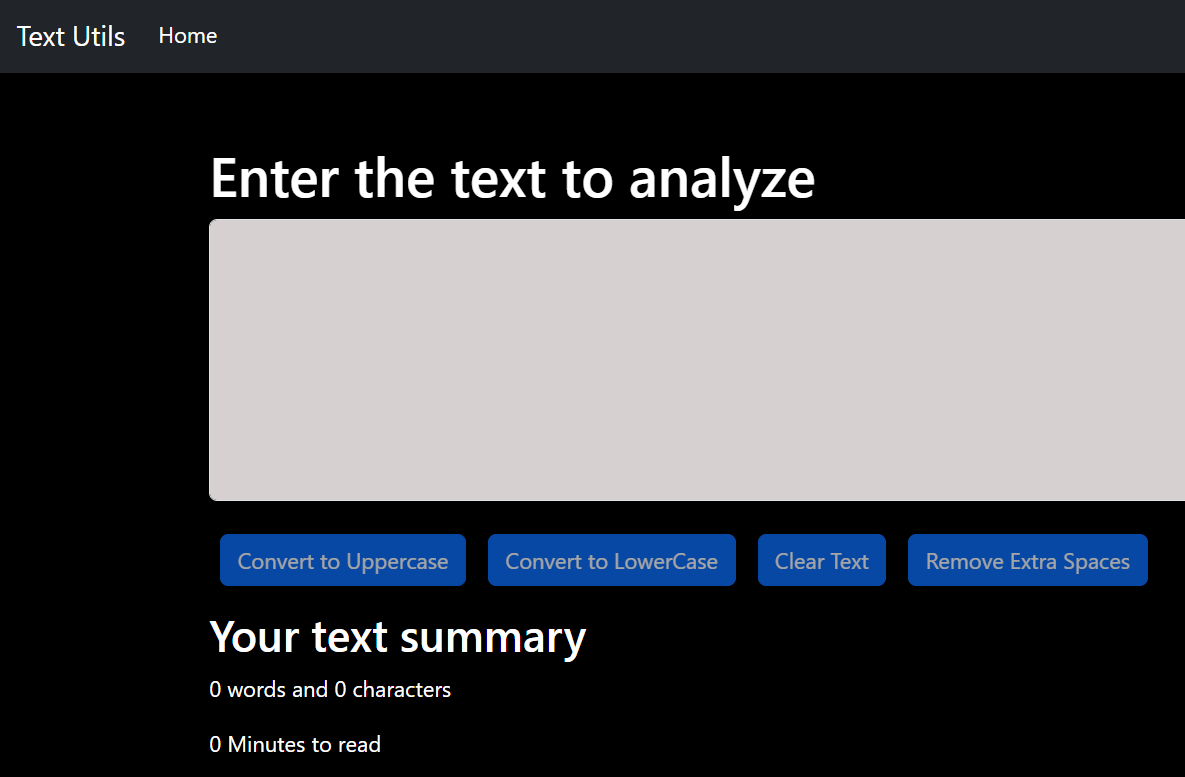 Text Utils Home
Enter the text to analyze
Convert to Uppercase Convert to LowerCase Clear Text Remove Extra Spaces
Your text summary
0 words and 0 characters
0 Minutes to read